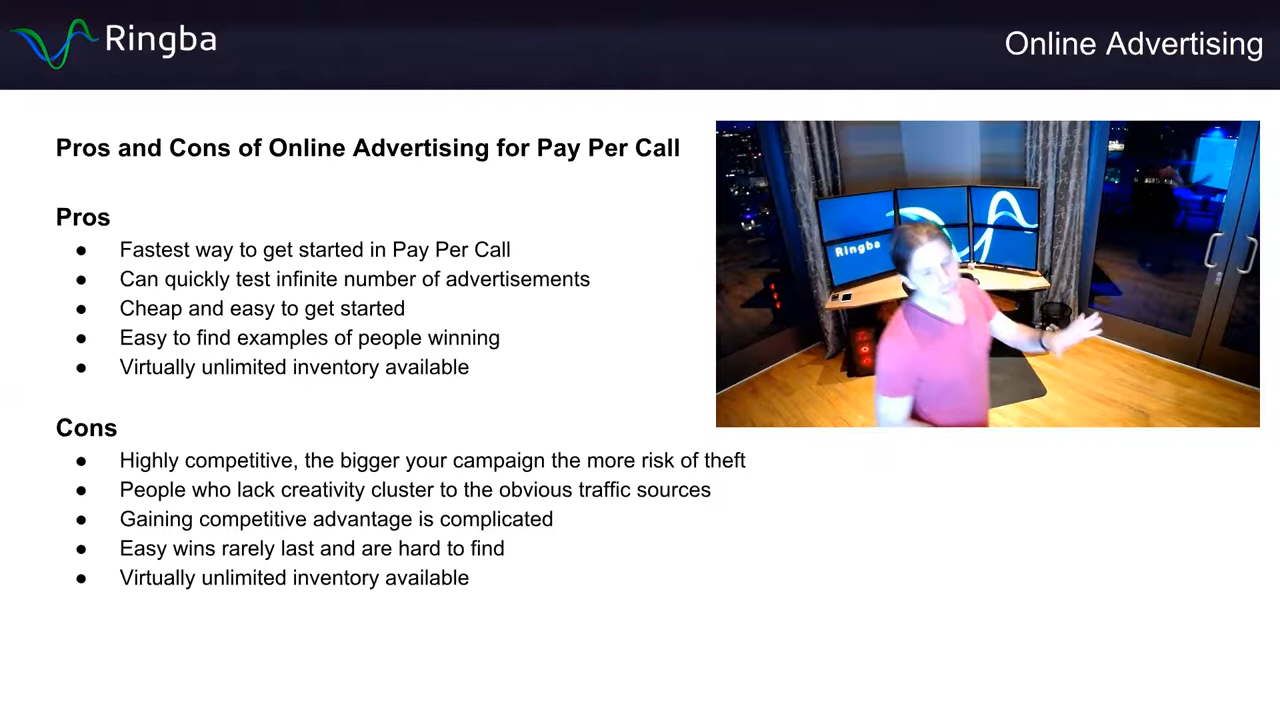 Ringba
Online Advertising
Pros and Cons of Online Advertising for Pay Per Call
Pros
● Fastest way to get started in Pay Per Call
● Can quickly test infinite number of advertisements
● Cheap and easy to get started
● Easy to find examples of people winning
● Virtually unlimited inventory available
Cons
● Highly competitive, the bigger your campaign the more risk of theft
● People who lack creativity cluster to the obvious traffic sources
● Gaining competitive advantage is complicated
● Easy wins rarely last and are hard to find
● Virtually unlimited inventory available
Ringba